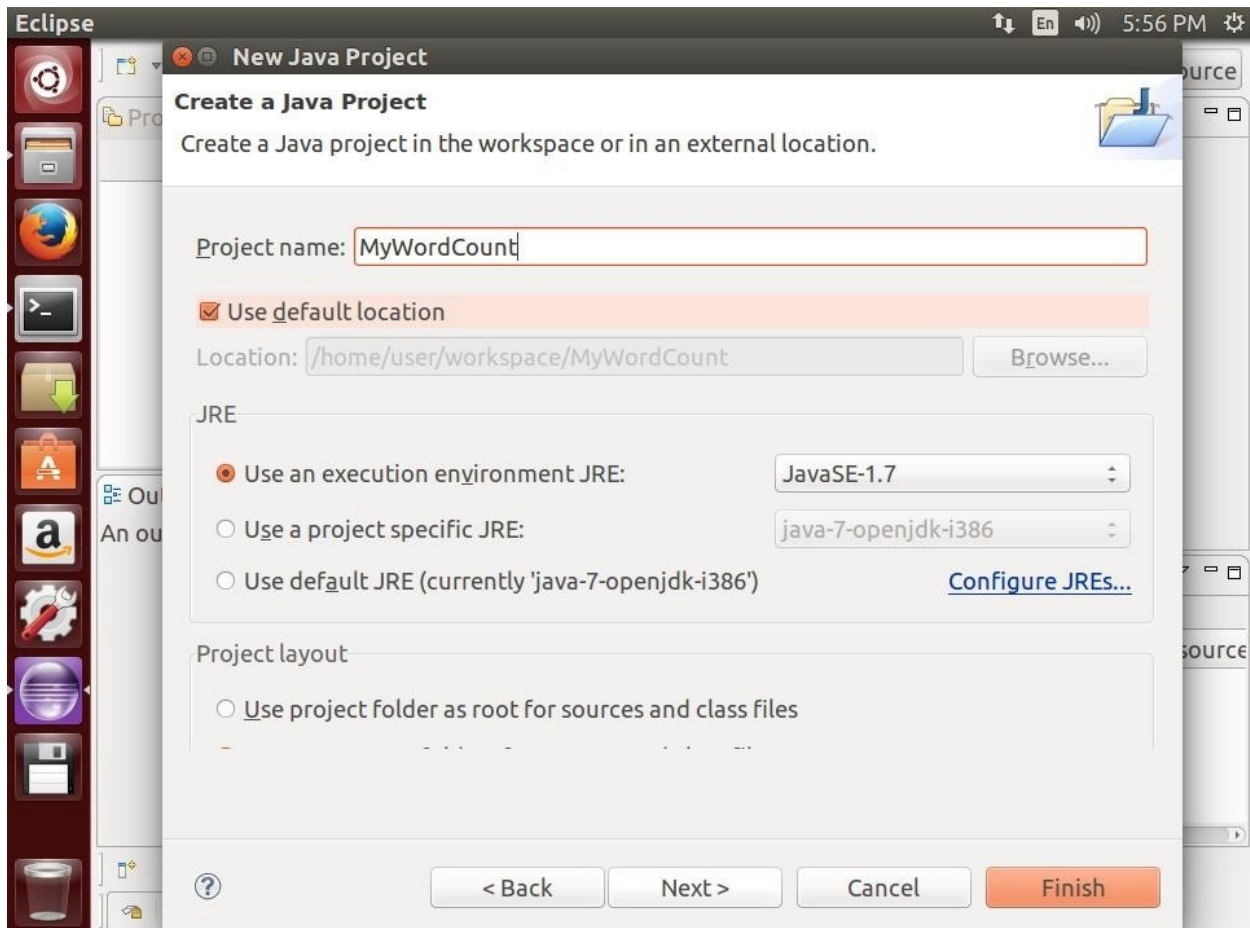 Eclipse
En
5:56 PM
New Java Project
Create a Java Project
Create a Java project in the workspace or in an external location.
Project name: MyWordCount
Use default location
Location: /home/user/workspace/MyWordCount
Browse...
JRE
Use an execution environment JRE: JavaSE-1.7
Use a project specific JRE: java-7-openjdk-i386
Use default JRE (currently 'java-7-openjdk-i386') Configure JREs...
Project layout
Use project folder as root for sources and class files
< Back Next > Cancel Finish
Pro
Ou
An ou
urce
source